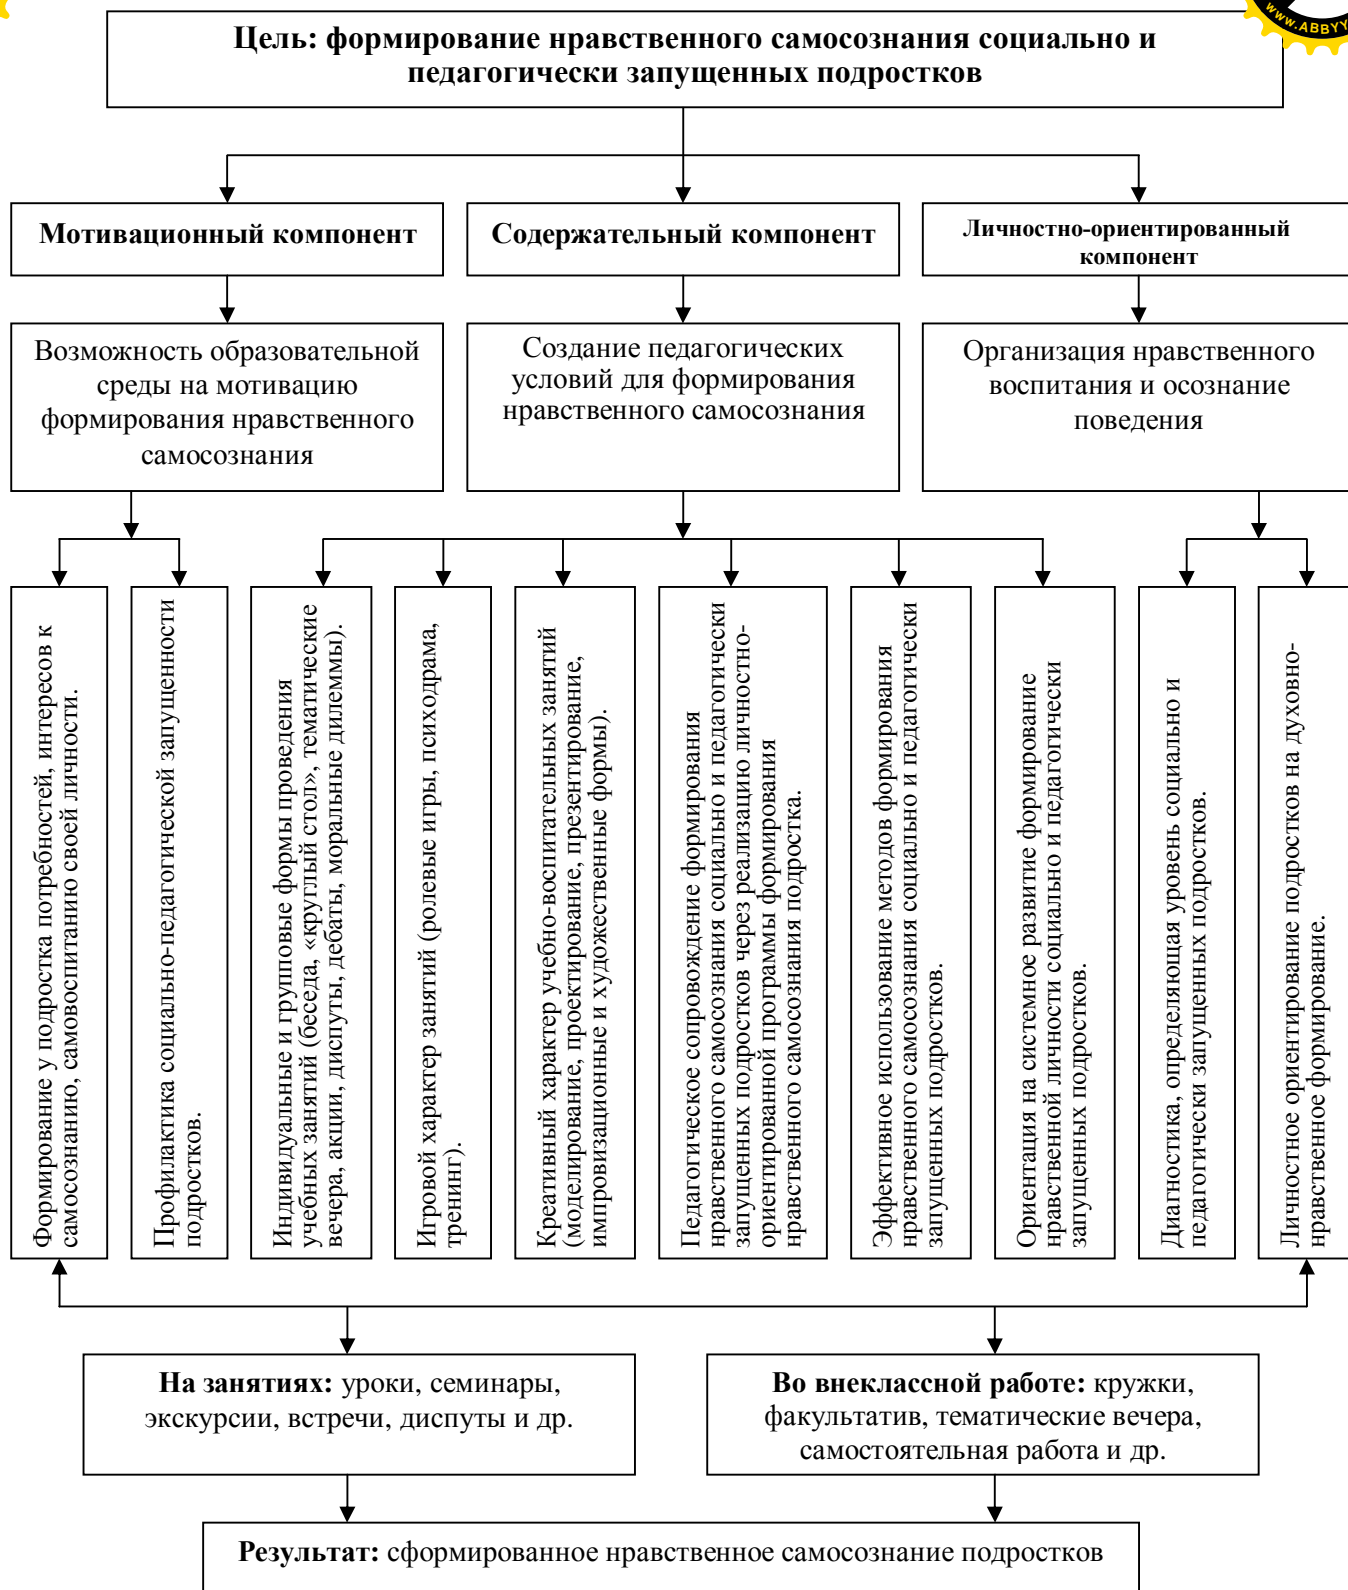 www.ABBYY
Цель: формирование нравственного самосознания социально и
педагогически запущенных подростков
Мотивационный компонент
Содержательный компонент
Личностно-ориентированный
компонент
Возможность образовательной
среды на мотивацию
формирования нравственного
самосознания
Создание педагогических
условий для формирования
нравственного самосознания
Организация нравственного
воспитания и осознание
поведения
Формирование у подростка потребностей, интересов к
самосознанию, самовоспитанию своей личности.
Профилактика социально-педагогической запущенности
подростков.
Индивидуальные и групповые формы проведения
учебных занятий (беседа, «круглый стол», тематические
вечера, акции, диспуты, дебаты, моральные дилеммы).
Игровой характер занятий (ролевые игры, психодрама,
тренинг).
Креативный характер учебно-воспитательных занятий
(моделирование, проектирование, презентирование,
импровизационные и художественные формы).
Педагогическое сопровождение формирования
нравственного самосознания социально и педагогически
запущенных подростков через реализацию личностно-
ориентированной программы формирования
нравственного самосознания подростка.
Эффективное использование методов формирования
нравственного самосознания социально и педагогически
запущенных подростков.
Ориентация на системное развитие формирование
нравственной личности социально и педагогически
запущенных подростков.
Диагностика, определяющая уровень социально и
педагогически запущенных подростков.
Личностное ориентирование подростков на духовно-
нравственное формирование.
На занятиях: уроки, семинары,
экскурсии, встречи, диспуты и др.
Во внеклассной работе: кружки,
факультатив, тематические вечера,
самостоятельная работа и др.
Результат: сформированное нравственное самосознание подростков